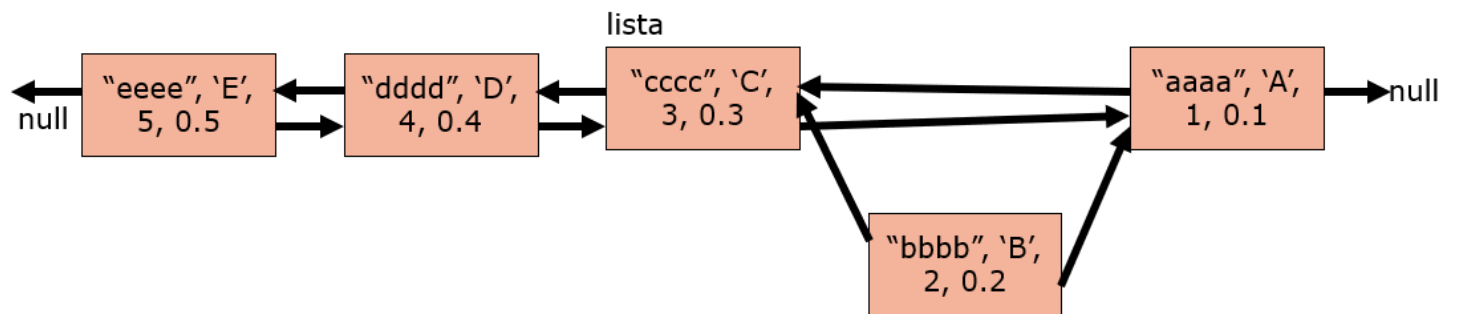 lista
null
“eeee”, ‘E’,
5, 0.5
“dddd”, ‘D’,
4, 0.4
“cccc”, ‘C’,
3, 0.3
“aaaa”, ‘A’,
1, 0.1
null
“bbbb”, ‘B’,
2, 0.2